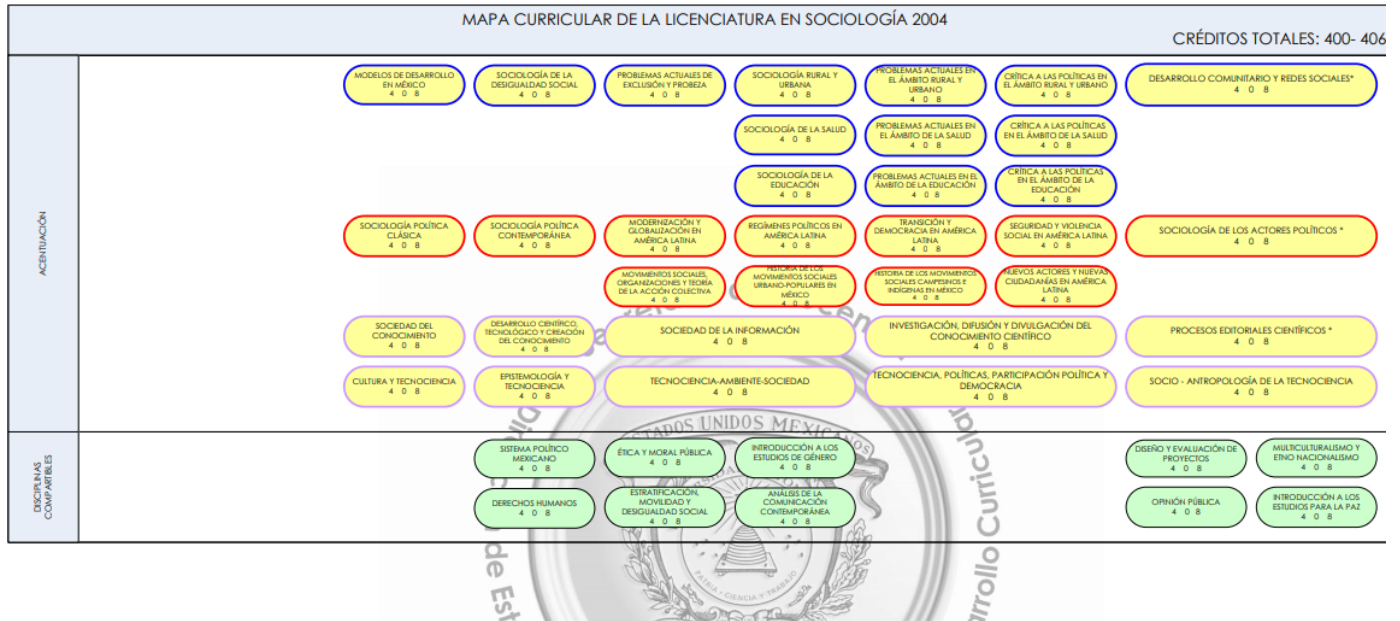 MAPA CURRICULAR DE LA LICENCIATURA EN SOCIOLOGÍA 2004
CRÉDITOS TOTALES: 400- 406
ACENTUACIÓN
MODELOS DE DESARROLLO
EN MÉXICO
4 0 8
SOCIOLOGÍA DE LA
DESIGUALDAD SOCIAL
4 0 8
PROBLEMAS ACTUALES DE
EXCLUSIÓN Y PROBEZA
4 0 8
SOCIOLOGÍA RURAL Y
URBANA
4 0 8
PROBLEMAS ACTUALES EN
EL ÁMBITO RURAL Y
URBANO
4 0 8
CRÍTICA A LAS POLÍTICAS EN
EL ÁMBITO RURAL Y URBANO
4 0 8
DESARROLLO COMUNITARIO Y REDES SOCIALES*
4 0 8
SOCIOLOGÍA DE LA SALUD
4 0 8
PROBLEMAS ACTUALES EN
EL ÁMBITO DE LA SALUD
4 0 8
CRÍTICA A LAS POLÍTICAS
EN EL ÁMBITO DE LA SALUD
4 0 8
SOCIOLOGÍA DE LA
EDUCACIÓN
4 0 8
PROBLEMAS ACTUALES EN EL
ÁMBITO DE LA EDUCACIÓN
4 0 8
CRÍTICA A LAS POLÍTICAS
EN EL ÁMBITO DE LA
EDUCACIÓN
4 0 8
SOCIOLOGÍA POLÍTICA
CLÁSICA
4 0 8
SOCIOLOGÍA POLÍTICA
CONTEMPORÁNEA
4 0 8
MODERNIZACIÓN Y
GLOBALIZACIÓN EN
AMÉRICA LATINA
4 0 8
REGÍMENES POLÍTICOS EN
AMÉRICA LATINA
4 0 8
TRANSICIÓN Y
DEMOCRACIA EN AMÉRICA
LATINA
4 0 8
SEGURIDAD Y VIOLENCIA
SOCIAL EN AMÉRICA LATINA
4 0 8
SOCIOLOGÍA DE LOS ACTORES POLÍTICOS *
4 0 8
MOVIMIENTOS SOCIALES,
ORGANIZACIONES Y TEORÍA
DE LA ACCIÓN COLECTIVA
4 0 8
HISTORIA DE LOS
MOVIMIENTOS SOCIALES
URBANO-POPULARES EN
MÉXICO
4 0 8
HISTORIA DE LOS MOVIMIENTOS
SOCIALES CAMPESINOS E
INDÍGENAS EN MÉXICO
4 0 8
NUEVOS ACTORES Y NUEVAS
CIUDADANÍAS EN AMÉRICA
LATINA
4 0 8
SOCIEDAD DEL
CONOCIMIENTO
4 0 8
DESARROLLO CIENTÍFICO,
TECNOLÓGICO Y CREACIÓN
DEL CONOCIMIENTO
4 0 8
SOCIEDAD DE LA INFORMACIÓN
4 0 8
INVESTIGACIÓN, DIFUSIÓN Y DIVULGACIÓN DEL
CONOCIMIENTO CIENTÍFICO
4 0 8
PROCESOS EDITORIALES CIENTÍFICOS *
4 0 8
CULTURA Y TECNOCIENCIA
4 0 8
EPISTEMOLOGÍA Y
TECNOCIENCIA
4 0 8
TECNOCIENCIA-AMBIENTE-SOCIEDAD
4 0 8
TECNOCIENCIA, POLÍTICAS, PARTICIPACIÓN POLÍTICA Y
DEMOCRACIA
4 0 8
SOCIO - ANTROPOLOGÍA DE LA TECNOCIENCIA
4 0 8
DISCIPLINAS
COMPARTIBLES
SISTEMA POLÍTICO
MEXICANO
4 0 8
ÉTICA Y MORAL PÚBLICA
4 0 8
INTRODUCCIÓN A LOS
ESTUDIOS DE GÉNERO
4 0 8
DISEÑO Y EVALUACIÓN DE
PROYECTOS
4 0 8
MULTICULTURALISMO Y
ETNO NACIONALISMO
4 0 8
DERECHOS HUMANOS
4 0 8
ESTRATIFICACIÓN,
MOVILIDAD Y
DESIGUALDAD SOCIAL
4 0 8
ANÁLISIS DE LA
COMUNICACIÓN
CONTEMPORÁNEA
4 0 8
OPINIÓN PÚBLICA
4 0 8
INTRODUCCIÓN A LOS
ESTUDIOS PARA LA PAZ
4 0 8
UNIDOS
PATRIA - CIENCIA Y TRABAJO
de Est
rrollo Curricular